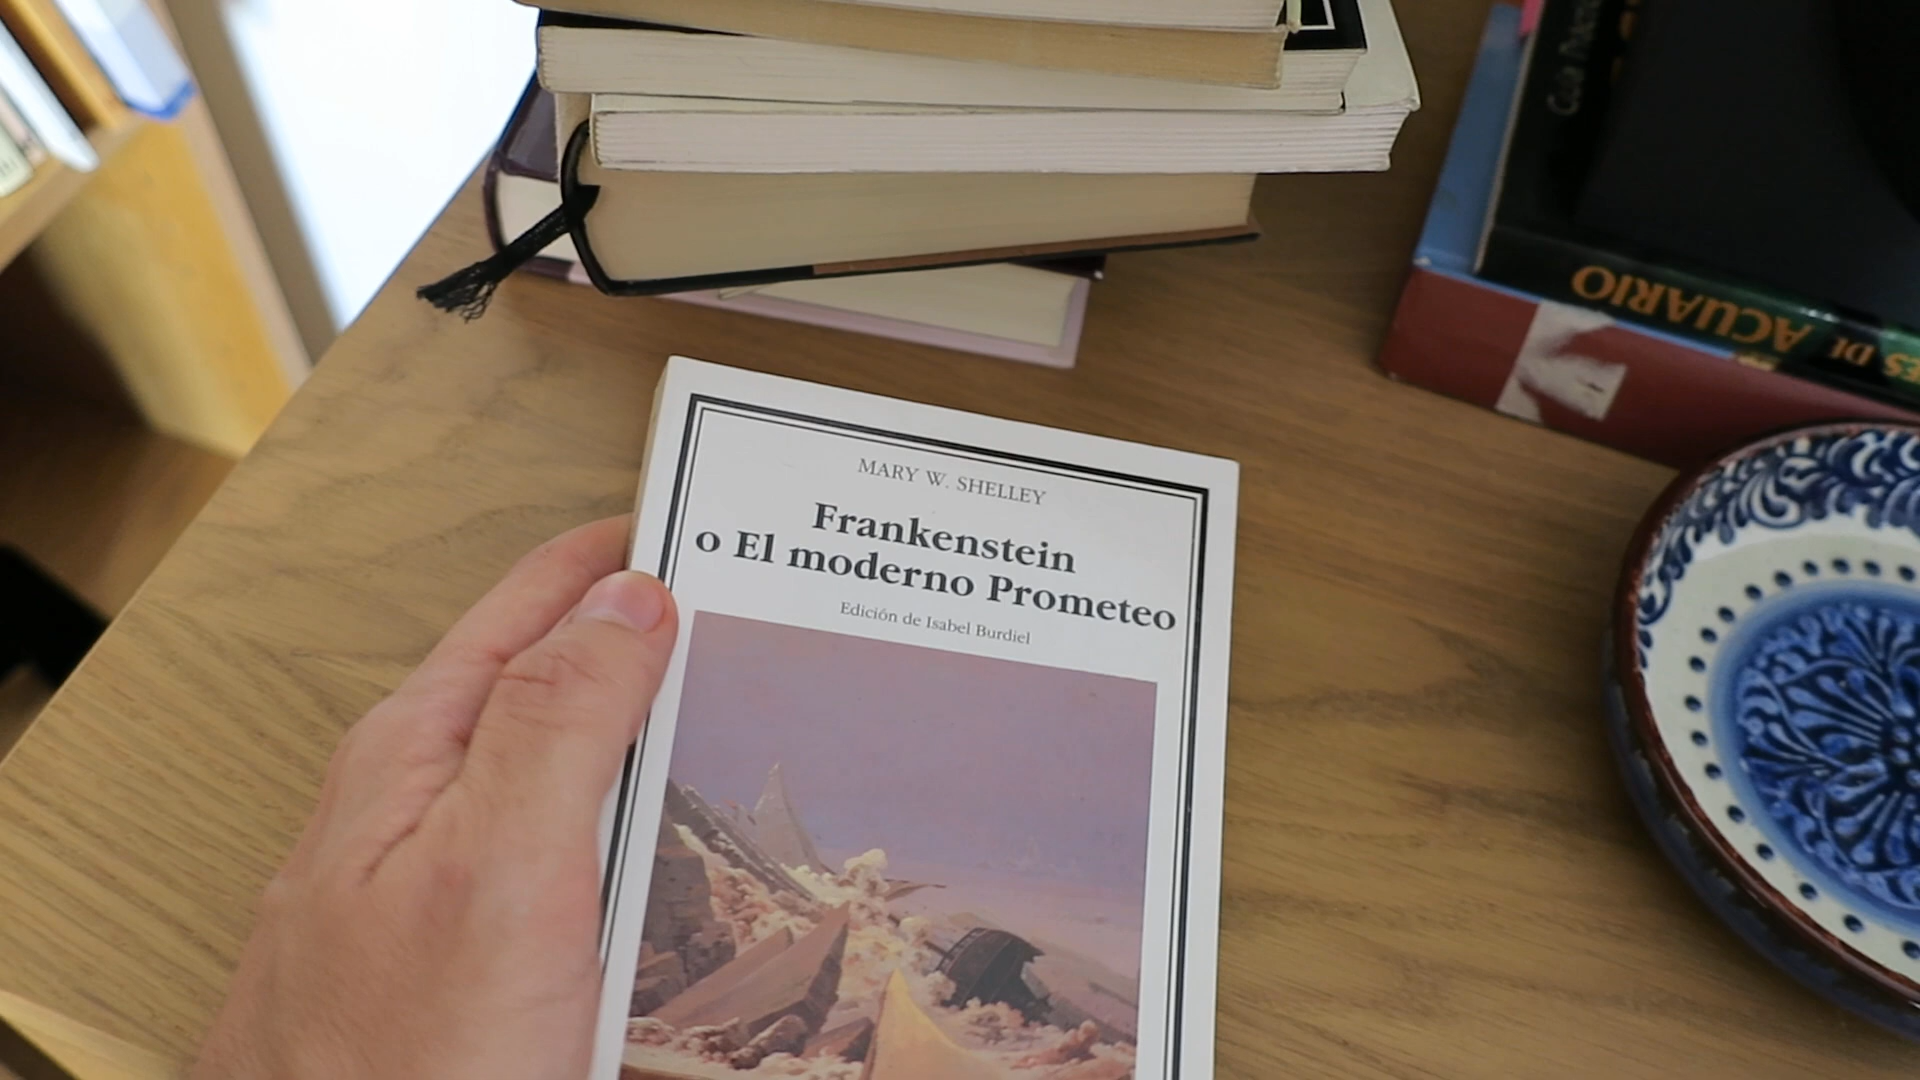 MARY W. SHELLEY
Frankenstein
o El moderno Prometeo
Edición de Isabel Burdiel
ACUARIO